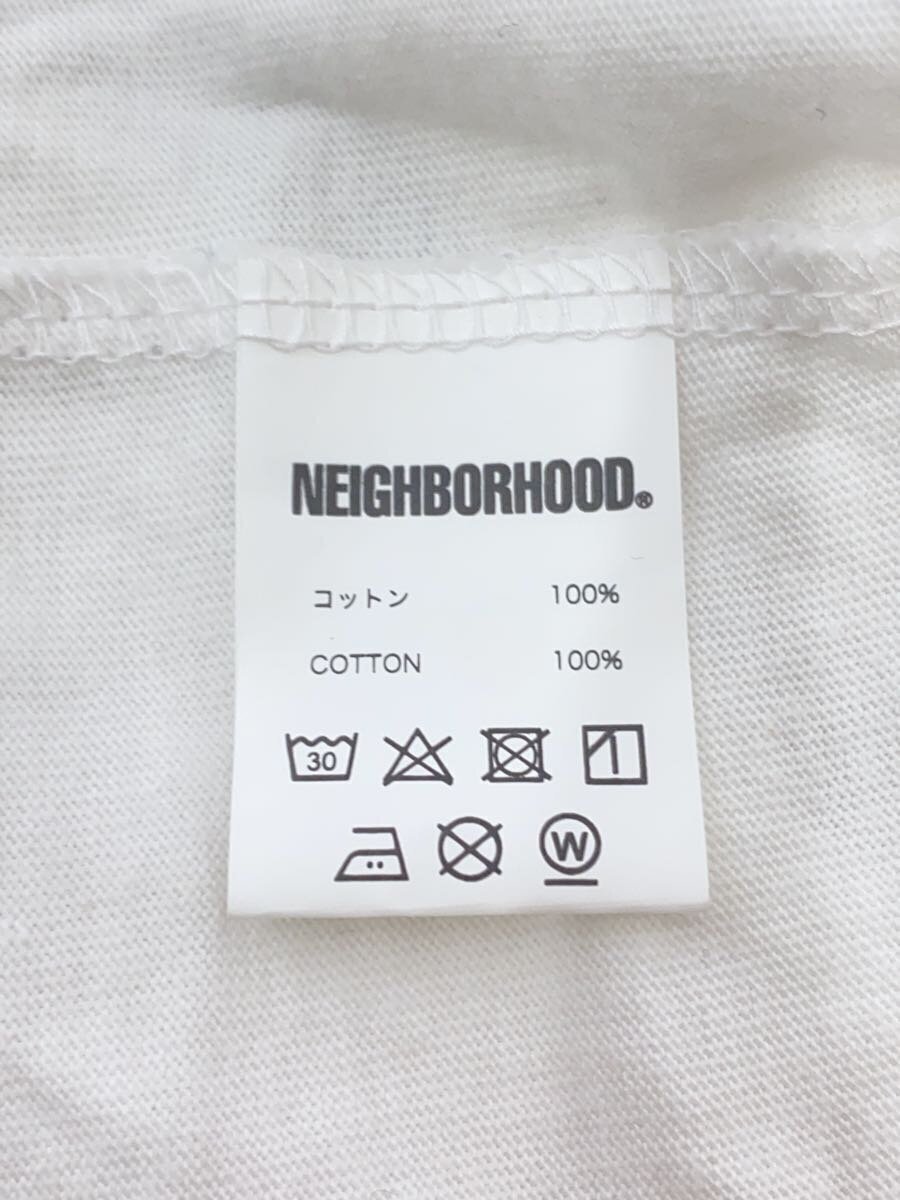 NEIGHBORHOOD®
コットン 100%
COTTON 100%
30
W